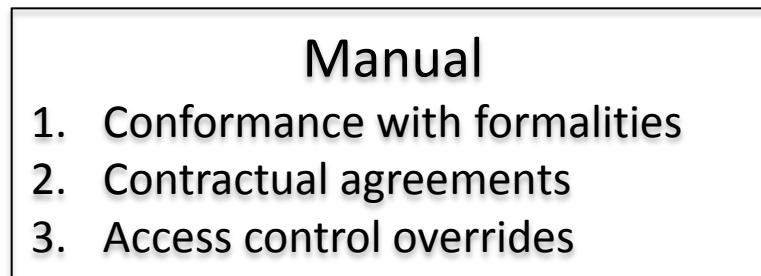 Manual
1. Conformance with formalities
2. Contractual agreements
3. Access control overrides